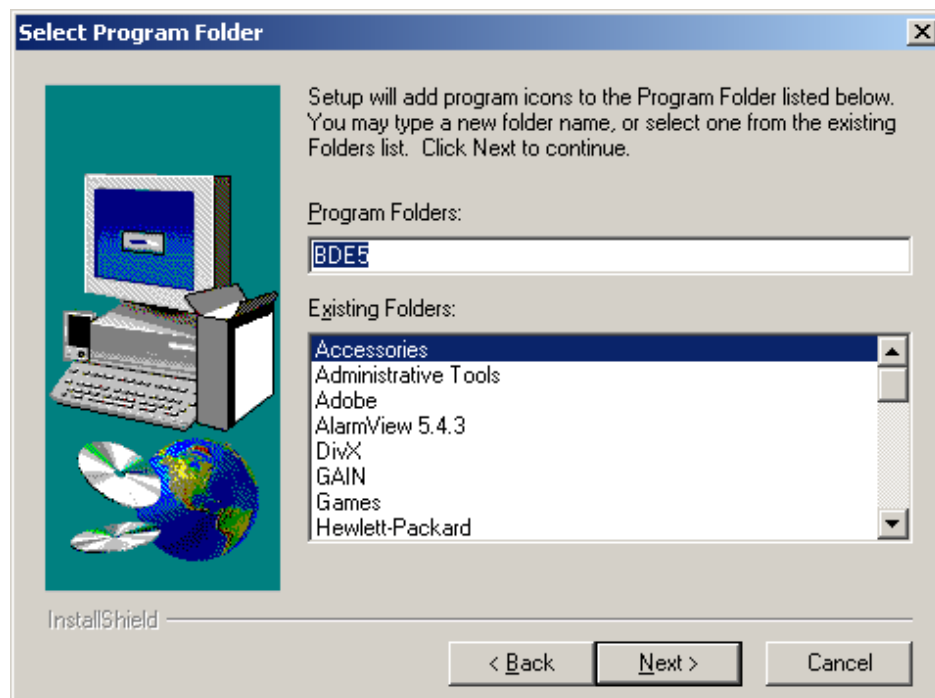 Select Program Folder
Setup will add program icons to the Program Folder listed below.
You may type a new folder name, or select one from the existing
Folders list.  Click Next to continue.
Program Folders:
BDE5
Existing Folders:
Accessories
Administrative Tools
Adobe
AlarmView 5.4.3
DivX
GAIN
Games
Hewlett-Packard
InstallShield
< Back
Next >
Cancel